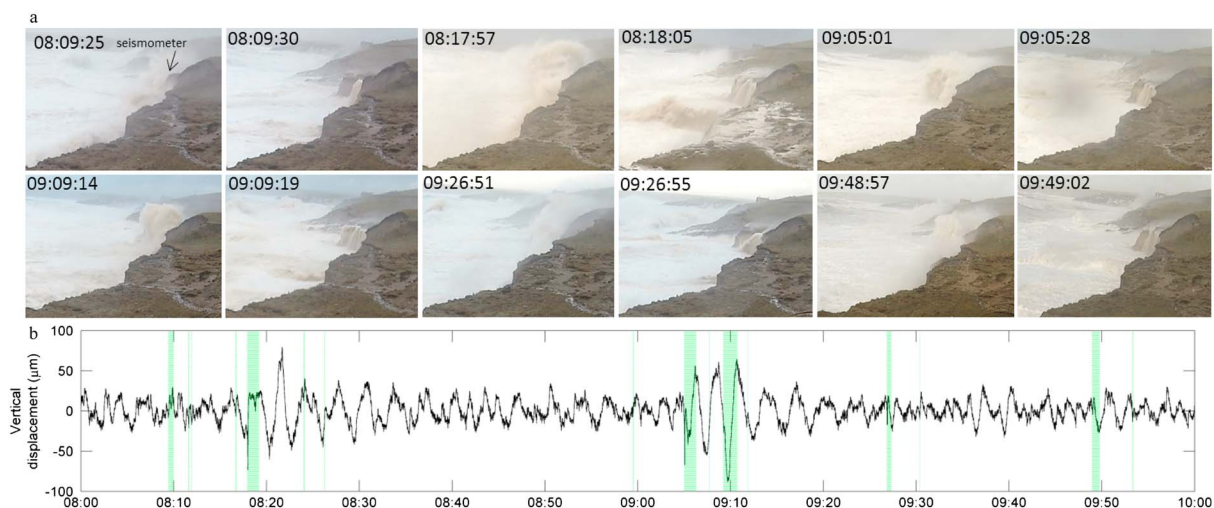 a
08:09:25 seismometer 08:09:30 08:17:57 08:18:05 09:05:01 09:05:28
09:09:14 09:09:19 09:26:51 09:26:55 09:48:57 09:49:02
b
Vertical
displacement (μm)
100
50
0
-50
-100
08:00 08:10 08:20 08:30 08:40 08:50 09:00 09:10 09:20 09:30 09:40 09:50 10:00